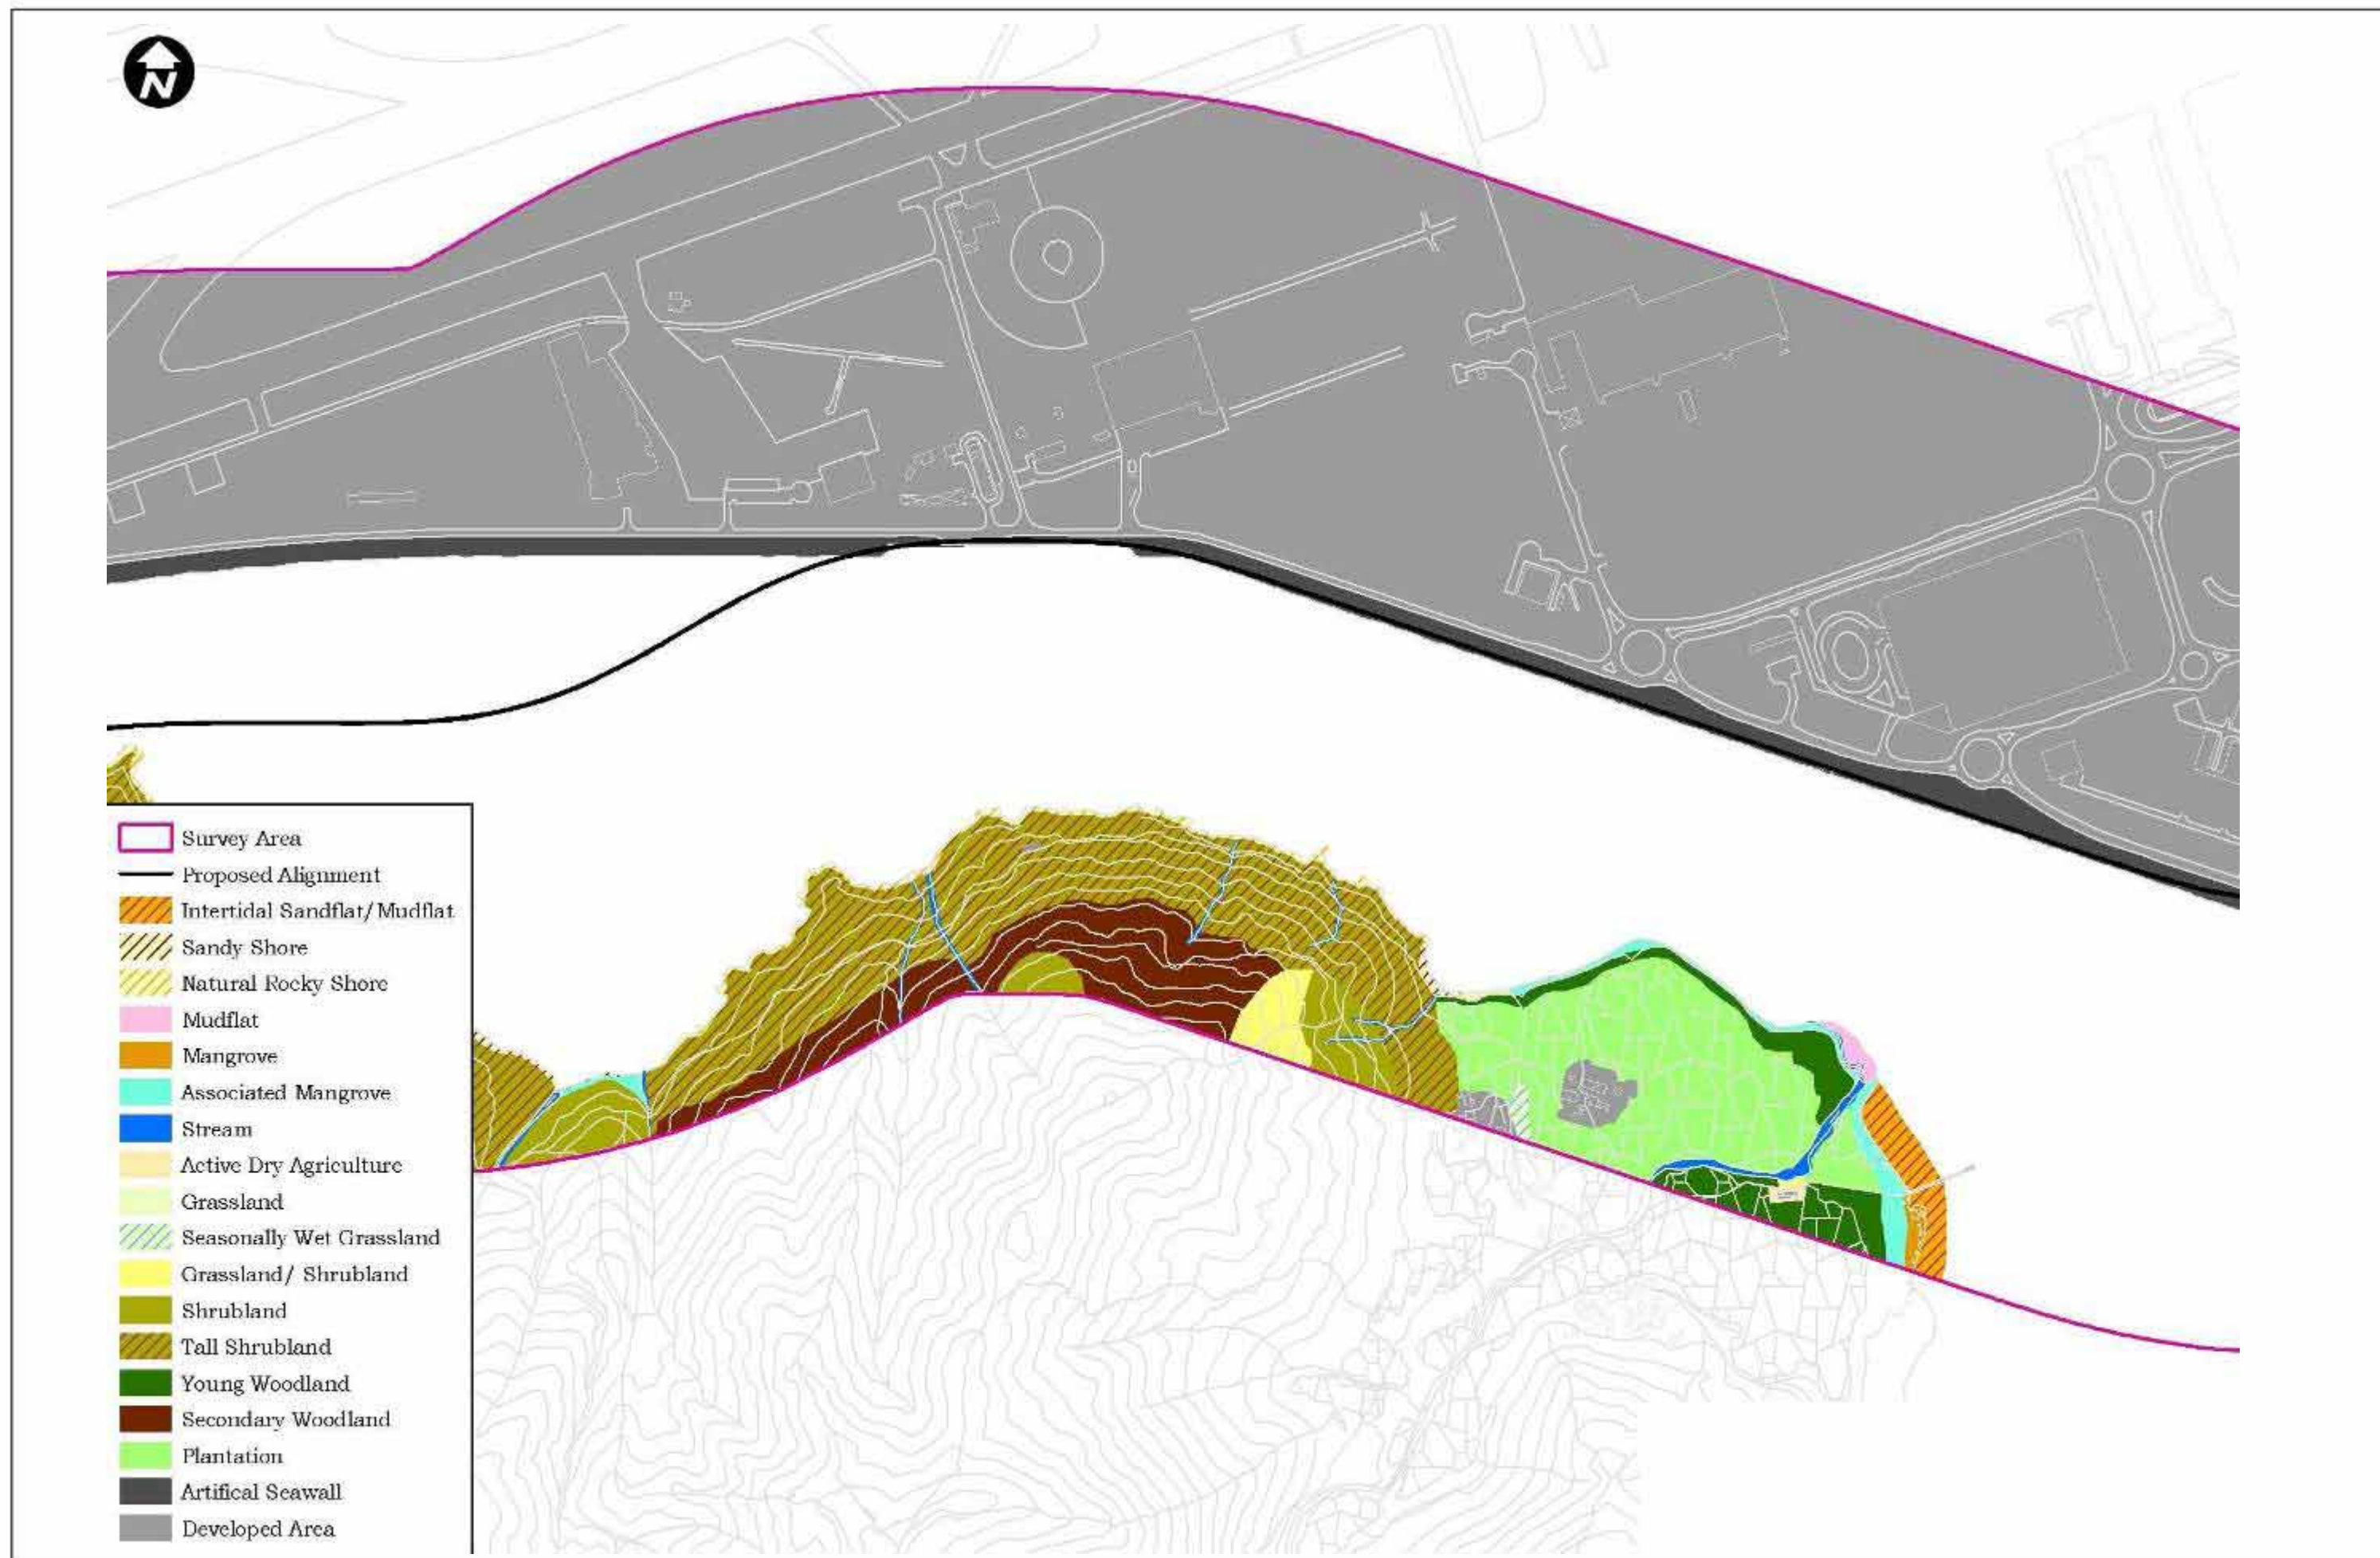 N
Survey Area
Proposed Alignment
Intertidal Sandflat/Mudflat
Sandy Shore
Natural Rocky Shore
Mudflat
Mangrove
Associated Mangrove
Stream
Active Dry Agriculture
Grassland
Seasonally Wet Grassland
Grassland/ Shrubland
Shrubland
Tall Shrubland
Young Woodland
Secondary Woodland
Plantation
Artifical Seawall
Developed Area